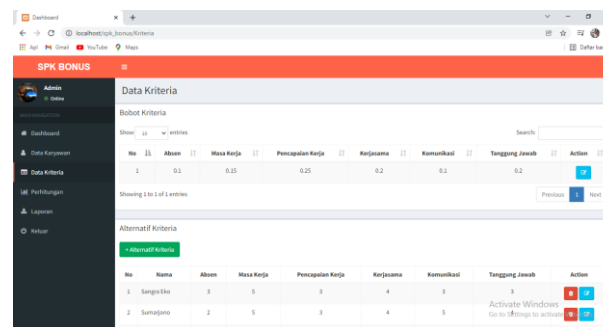 Dashboard
localhost/spk_bonus/Kriteria
Apl Gmail YouTube Maps Daftar bac
SPK BONUS
Admin
Online
MAIN NAVIGATION
Dashboard
Data Karyawan
Data Kriteria
Perhitungan
Laporan
Keluar
Data Kriteria
Bobot Kriteria
Show 10 entries Search:
No Absen Masa Kerja Pencapaian Kerja Kerjasama Komunikasi Tanggung Jawab Action
1 0.1 0.15 0.25 0.2 0.1 0.2
Showing 1 to 1 of 1 entries Previous 1 Next
Alternatif Kriteria
+ Alternatif Kriteria
No Nama Absen Masa Kerja Pencapaian Kerja Kerjasama Komunikasi Tanggung Jawab Action
1 Sangro Eko 3 5 3 4 3 3
2 Sumarjono 2 5 3 4 5
Activate Windows
Go to Settings to activate